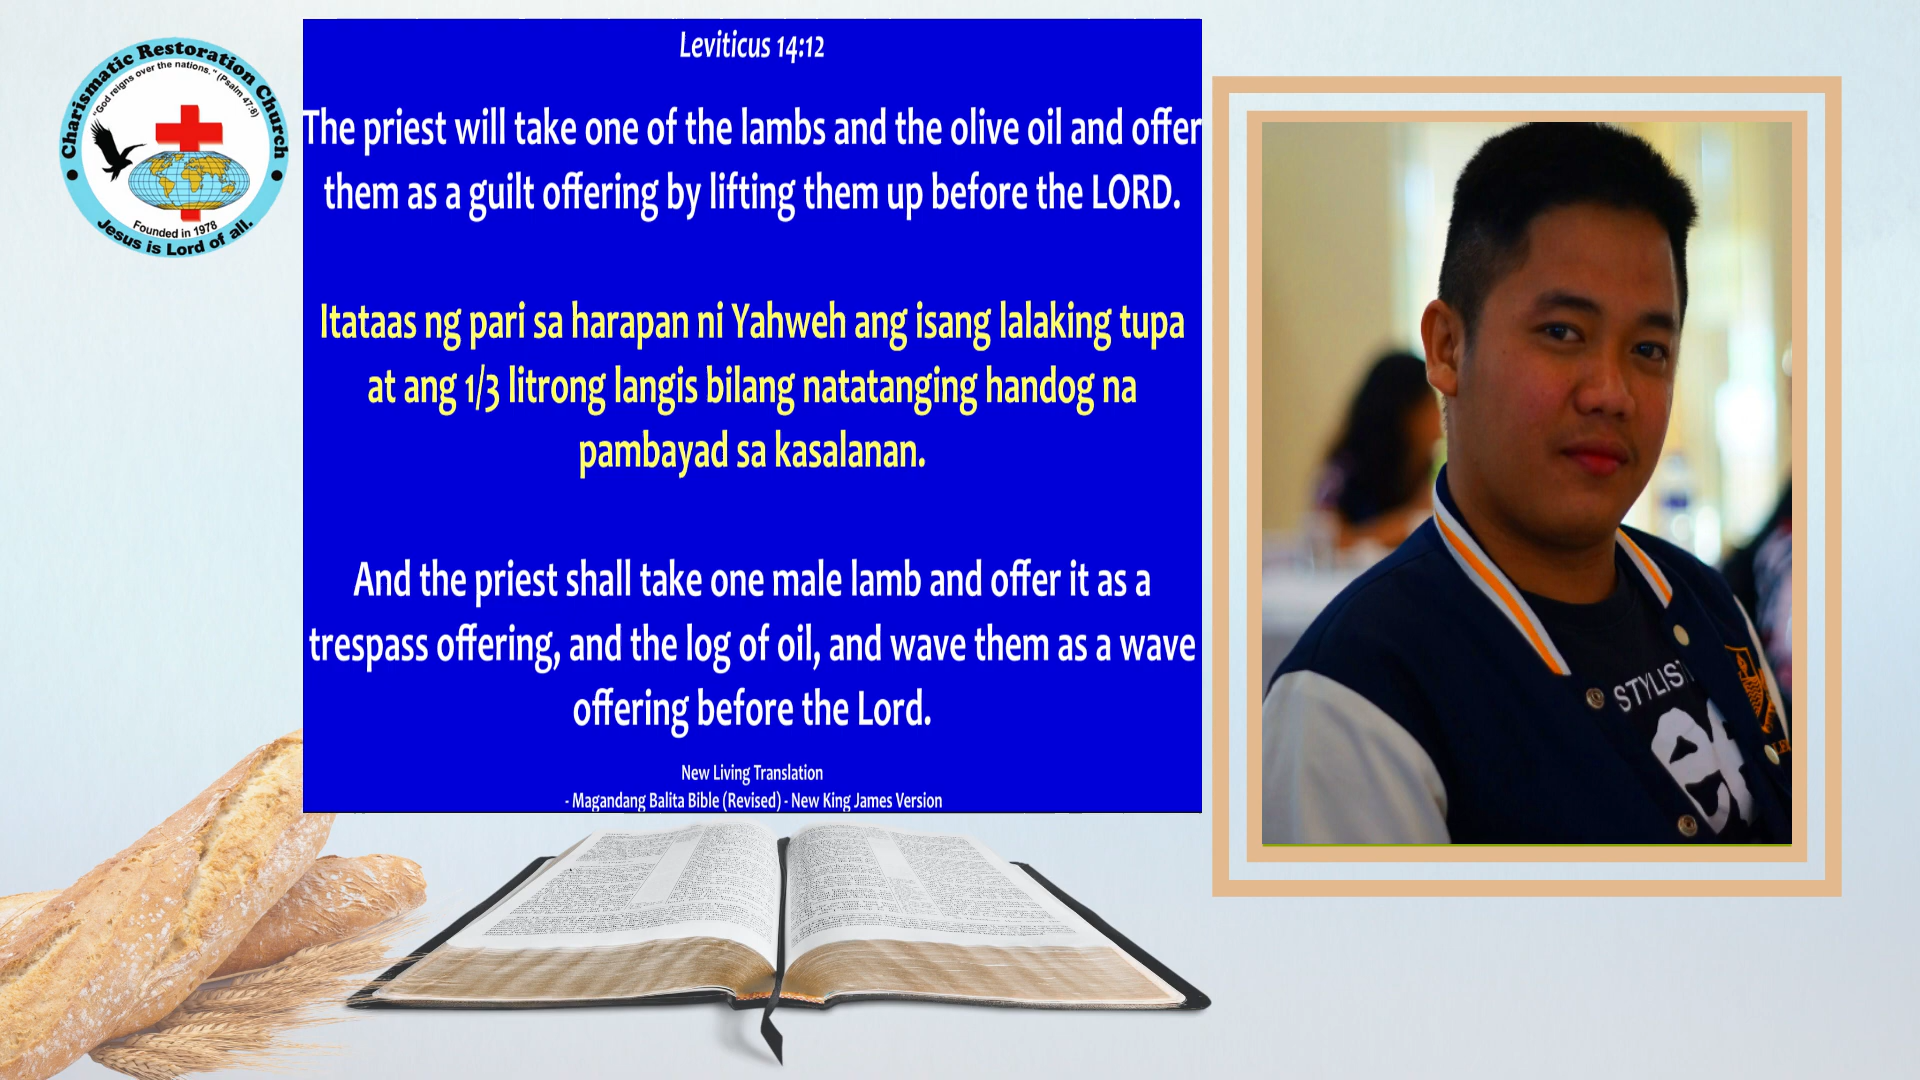 Charismatic Restoration Church
"God reigns over the nations." (Psalm 47:8)
Founded in 1978
Jesus is Lord of all.
Leviticus 14:12
The priest will take one of the lambs and the olive oil and offer
them as a guilt offering by lifting them up before the LORD.
Itataas ng pari sa harapan ni Yahweh ang isang lalaking tupa
at ang 1/3 litrong langis bilang natatanging handog na
pambayad sa kasalanan.
And the priest shall take one male lamb and offer it as a
trespass offering, and the log of oil, and wave them as a wave
offering before the Lord.
New Living Translation
- Magandang Balita Bible (Revised) - New King James Version